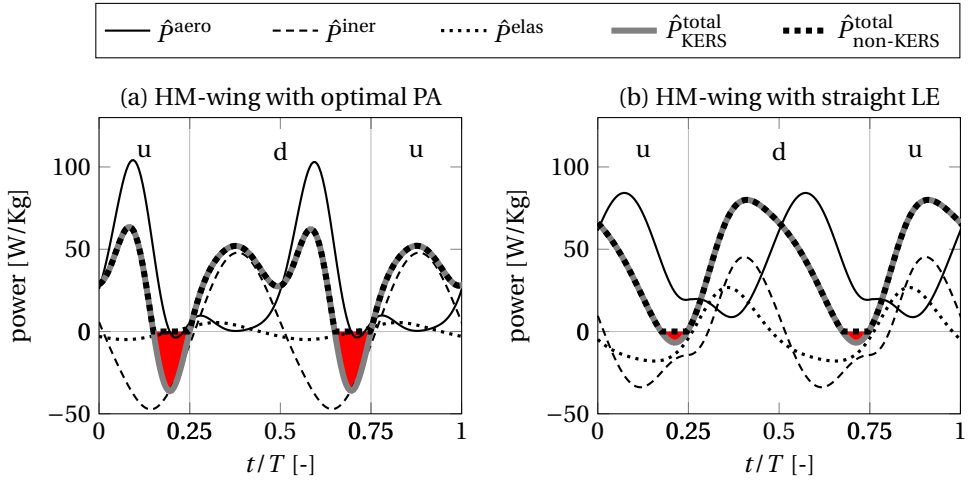 P̂^aero P̂^iner P̂^elas P̂^total_KERS P̂^total_non-KERS
(a) HM-wing with optimal PA
u d u
100
50
0
−50
power [W/Kg]
0 0.25 0.5 0.75 1
t/T [-]
(b) HM-wing with straight LE
u d u
100
50
0
−50
power [W/Kg]
0 0.25 0.5 0.75 1
t/T [-]